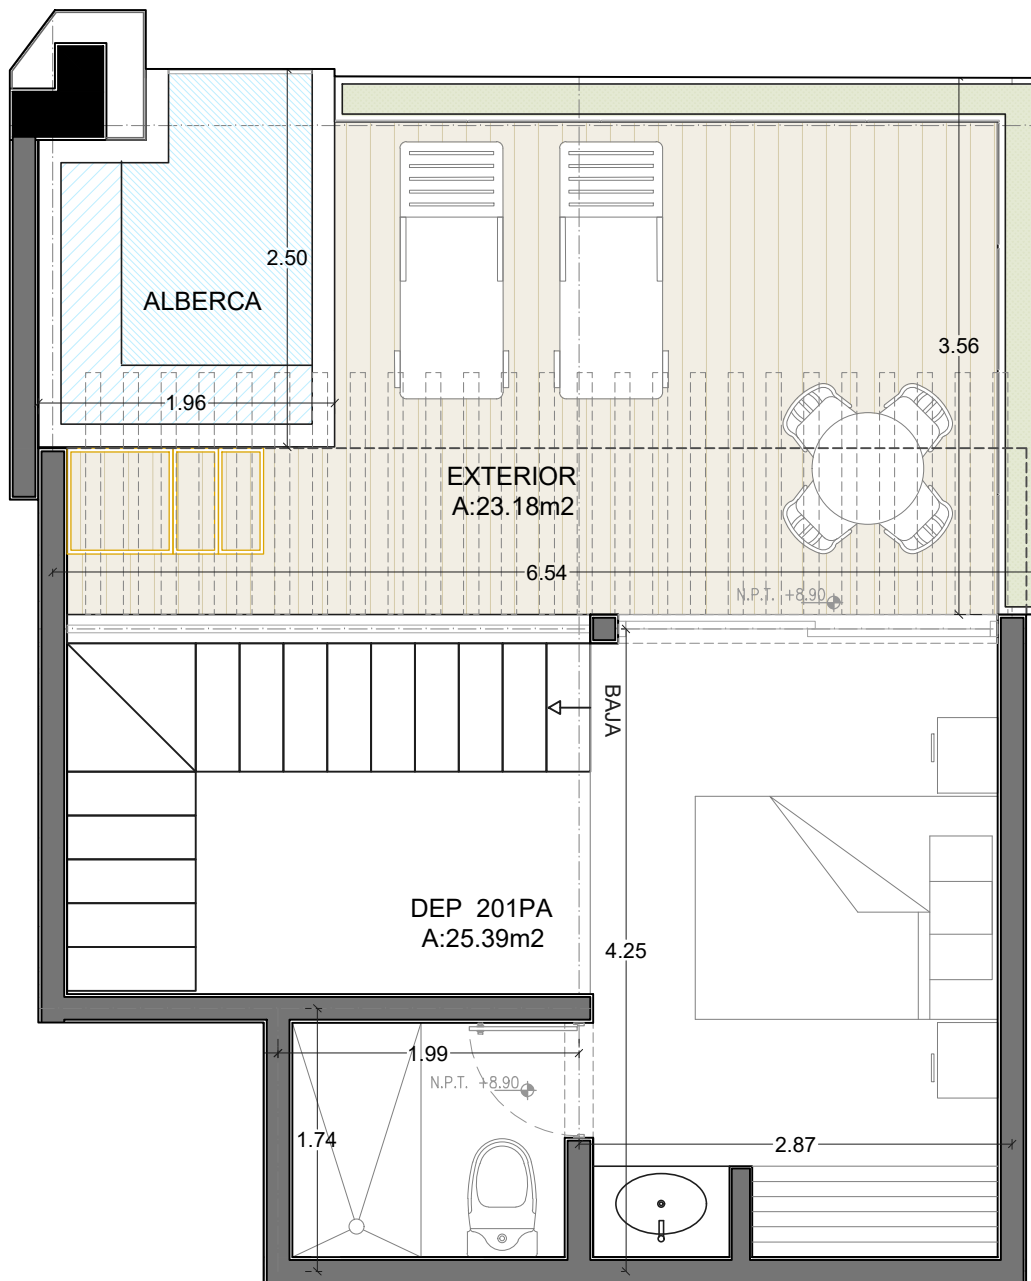 2.50
ALBERCA
3.56
1.96
EXTERIOR
A:23.18m2
6.54
N.P.T. +8.90
BAJA
DEP 201PA
A:25.39m2
4.25
1.99
N.P.T. +8.90
1.74
2.87